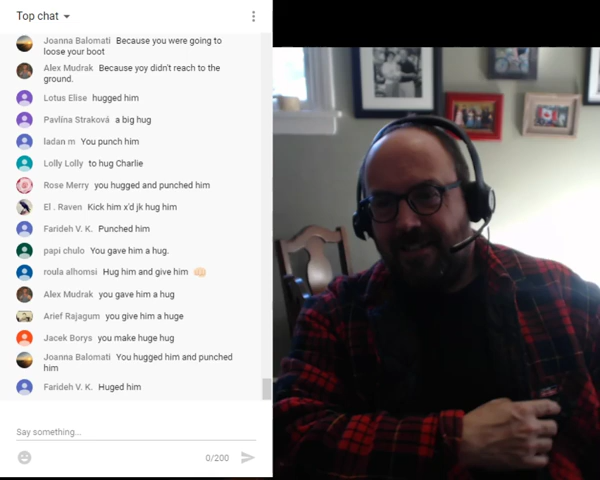 Top chat
Joanna Balomati Because you were going to
loose your boot
Alex Mudrak Because yoy didn't reach to the
ground.
Lotus Elise hugged him
Pavlína Straková a big hug
ladan m You punch him
Lolly Lolly to hug Charlie
Rose Merry you hugged and punched him
El . Raven Kick him x'd jk hug him
Farideh V. K. Punched him
papi chulo You gave him a hug.
roula alhomsi Hug him and give him
Alex Mudrak you gave him a hug
Arief Rajagum you give him a huge
Jacek Borys you make huge hug
Joanna Balomati You hugged him and punched
him
Farideh V. K. Huged him
Say something...
0/200